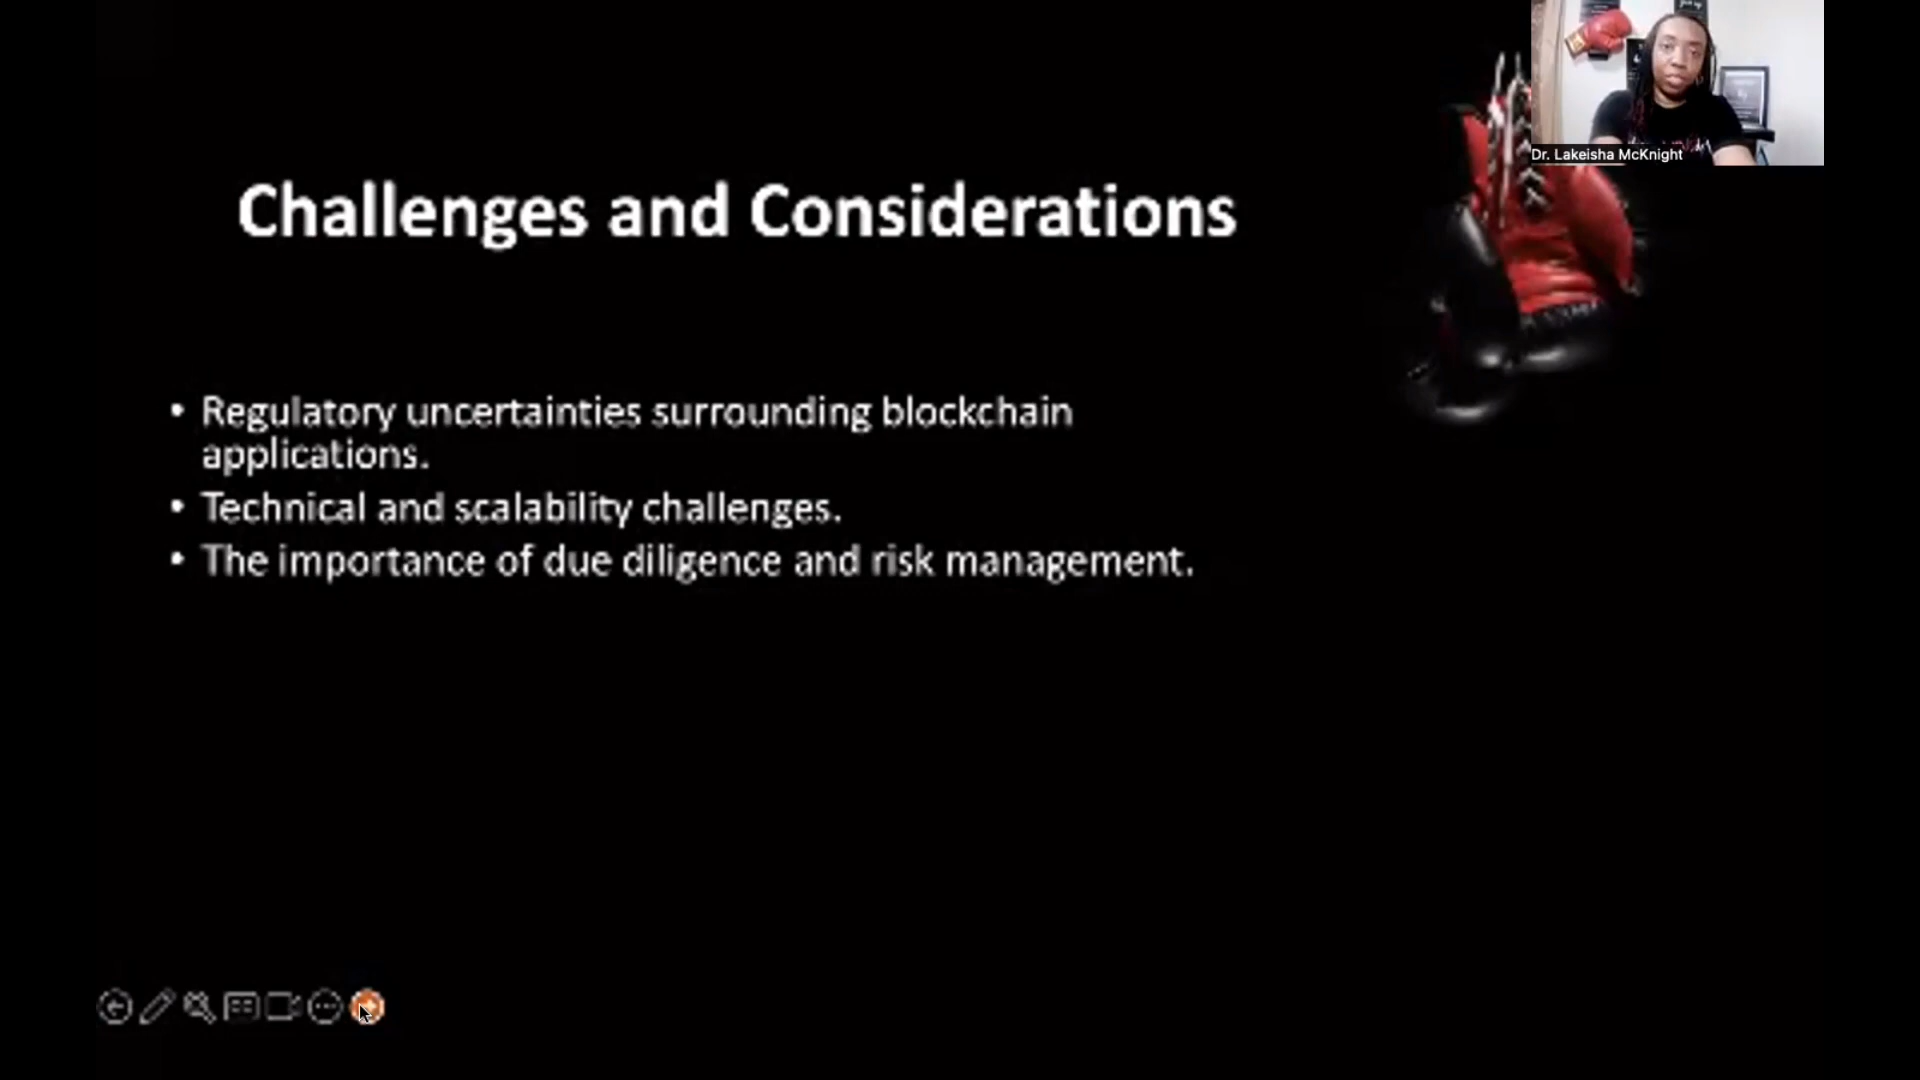 Dr. Lakeisha McKnight
Challenges and Considerations
• Regulatory uncertainties surrounding blockchain
applications.
• Technical and scalability challenges.
• The importance of due diligence and risk management.